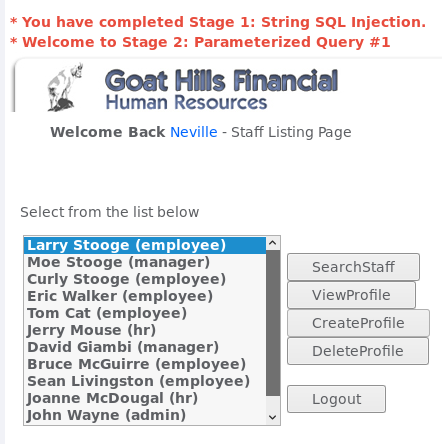 * You have completed Stage 1: String SQL Injection.
* Welcome to Stage 2: Parameterized Query #1
Goat Hills Financial
Human Resources
Welcome Back Neville - Staff Listing Page
Select from the list below
Larry Stooge (employee)
Moe Stooge (manager)
Curly Stooge (employee)
Eric Walker (employee)
Tom Cat (employee)
Jerry Mouse (hr)
David Giambi (manager)
Bruce McGuirre (employee)
Sean Livingston (employee)
Joanne McDougal (hr)
John Wayne (admin)
SearchStaff
ViewProfile
CreateProfile
DeleteProfile
Logout